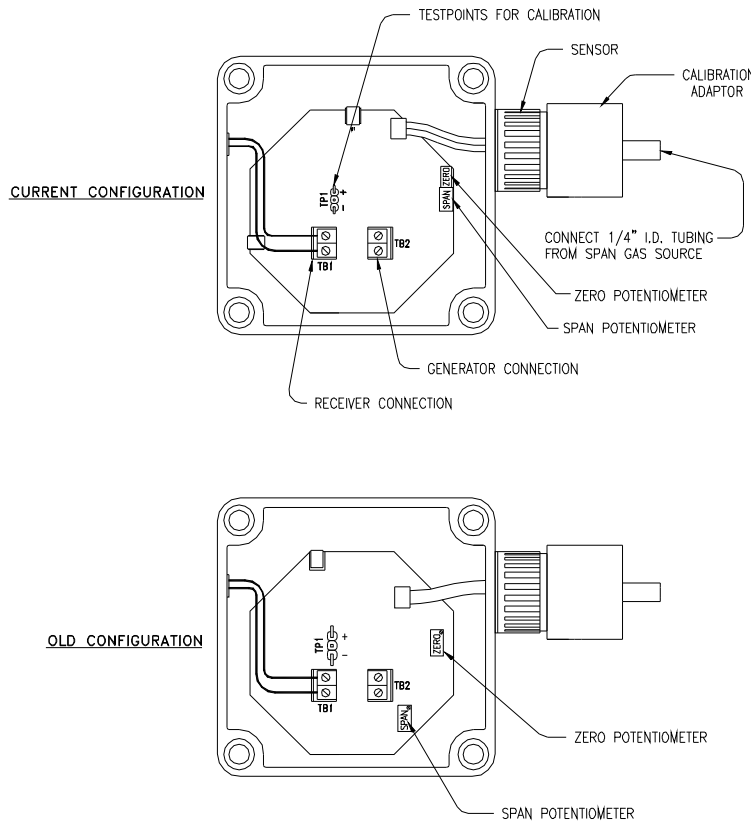 TESTPOINTS FOR CALIBRATION
SENSOR
CALIBRATION
ADAPTOR
CURRENT CONFIGURATION
TP1
+
-
ZERO
SPAN
TB1
TB2
CONNECT 1/4" I.D. TUBING
FROM SPAN GAS SOURCE
ZERO POTENTIOMETER
SPAN POTENTIOMETER
GENERATOR CONNECTION
RECEIVER CONNECTION
OLD CONFIGURATION
TP1
+
-
ZERO
TB1
TB2
SPAN
ZERO POTENTIOMETER
SPAN POTENTIOMETER